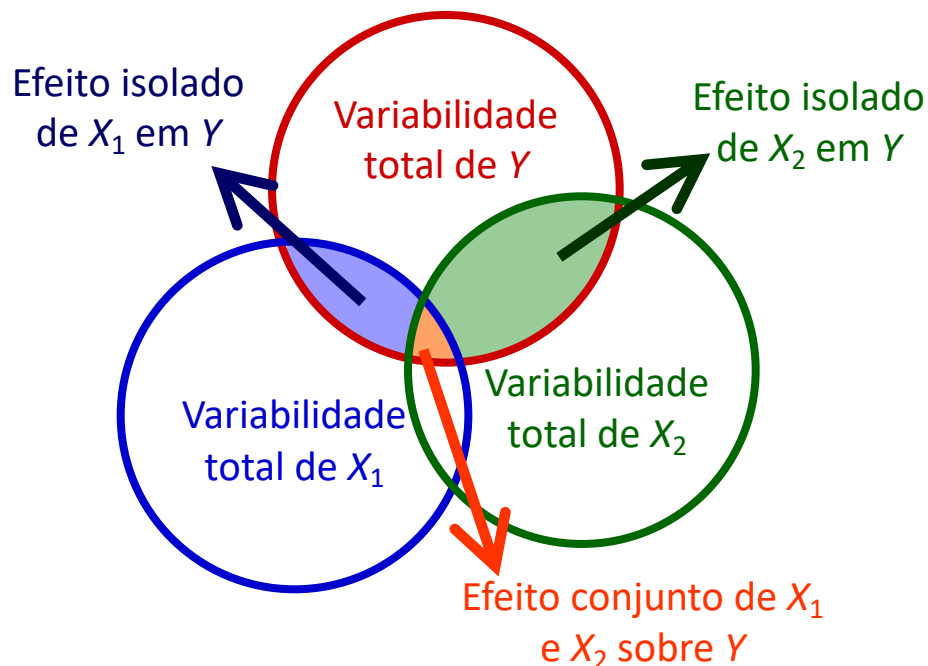 Efeito isolado
de X₁ em Y
Variabilidade
total de Y
Efeito isolado
de X₂ em Y
Variabilidade
total de X₁
Variabilidade
total de X₂
Efeito conjunto de X₁
e X₂ sobre Y